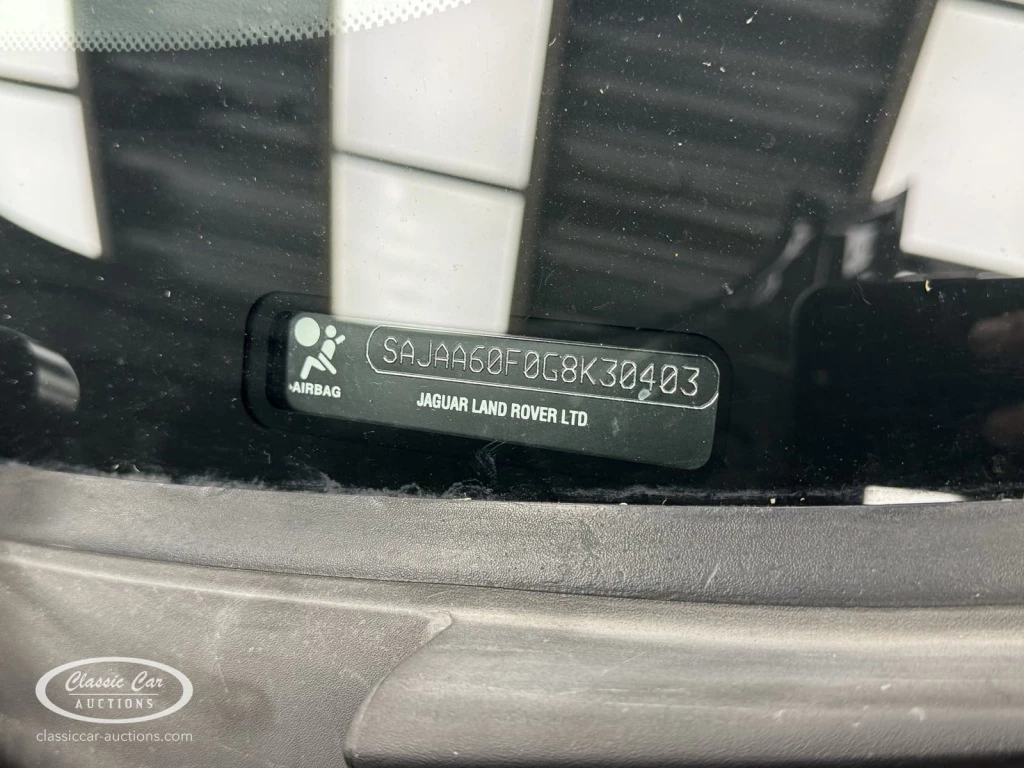 SAJAA60F0G8K30403
AIRBAG
JAGUAR LAND ROVER LTD
Classic Car
AUCTIONS
classiccar-auctions.com